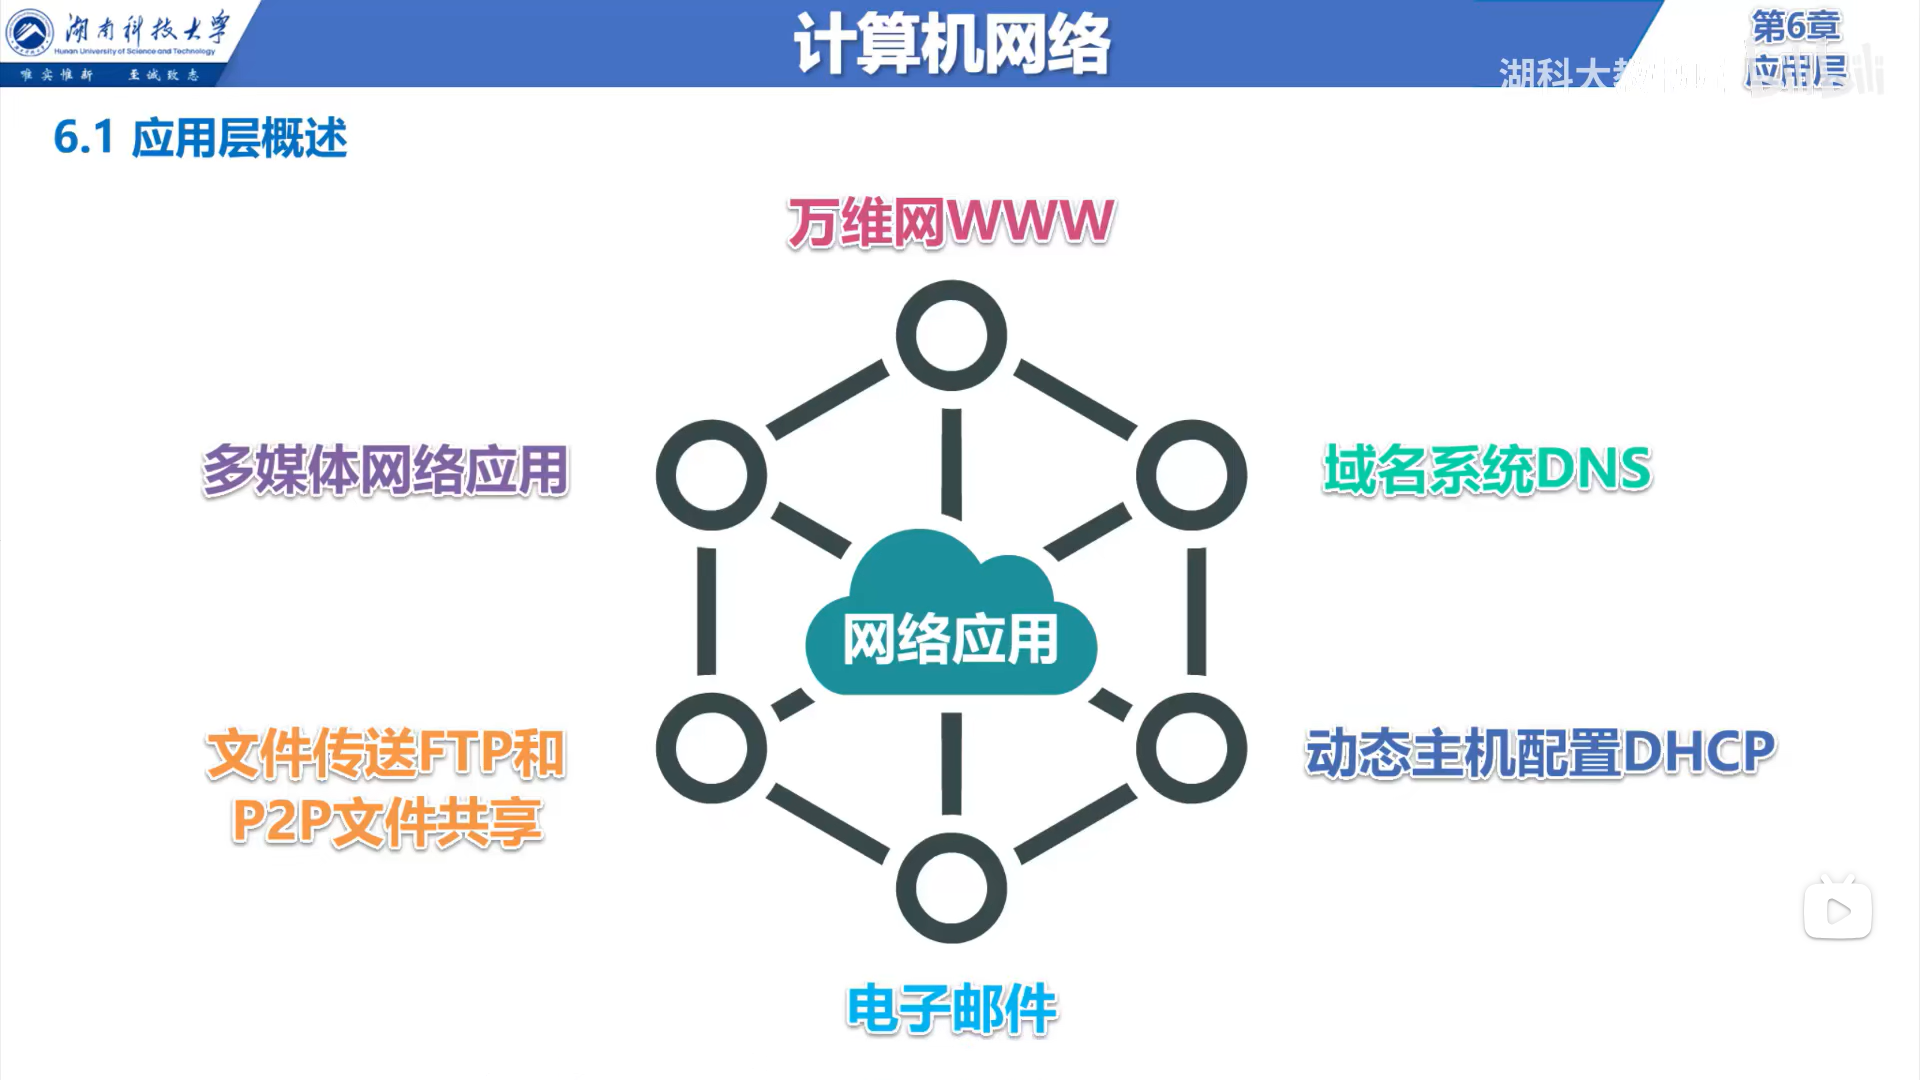 湖南科技大学
Hunan University of Science and Technology
唯实惟新 至诚致志
计算机网络
第6章
应用层
湖科大教
6.1 应用层概述
万维网WWW
多媒体网络应用
域名系统DNS
网络应用
文件传送FTP和
P2P文件共享
动态主机配置DHCP
电子邮件